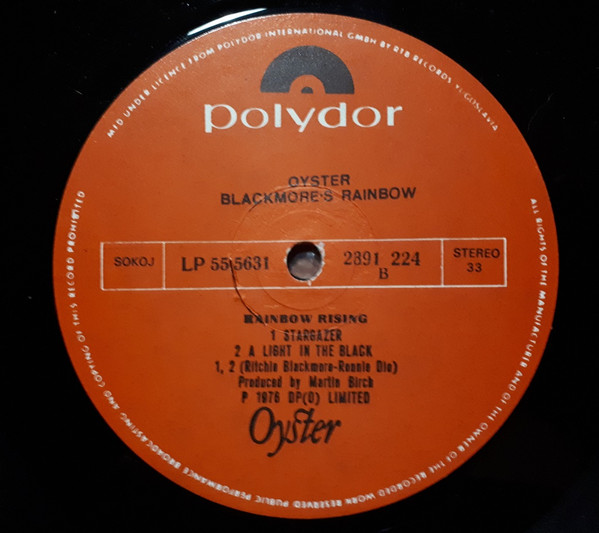 MFD UNDER LICENCE FROM POLYDOR INTERNATIONAL GMBH BY RTB RECORDS YUGOSLAVIA
polydor
OYSTER
BLACKMORE'S RAINBOW
SOKOJ
LP 55 5631
2391 224
B
STEREO
33
RAINBOW RISING
1 STARGAZER
2 A LIGHT IN THE BLACK
1, 2 (Ritchie Blackmore-Ronnie Dio)
Produced by Martin Birch
P 1976 DP(O) LIMITED
Oyster
ALL RIGHTS OF THE MANUFACTURER AND OF THE OWNER OF THE RECORDED WORK RESERVED PUBLIC PERFORMANCE BROADCASTING AND COPYING OF THIS RECORD PROHIBITED